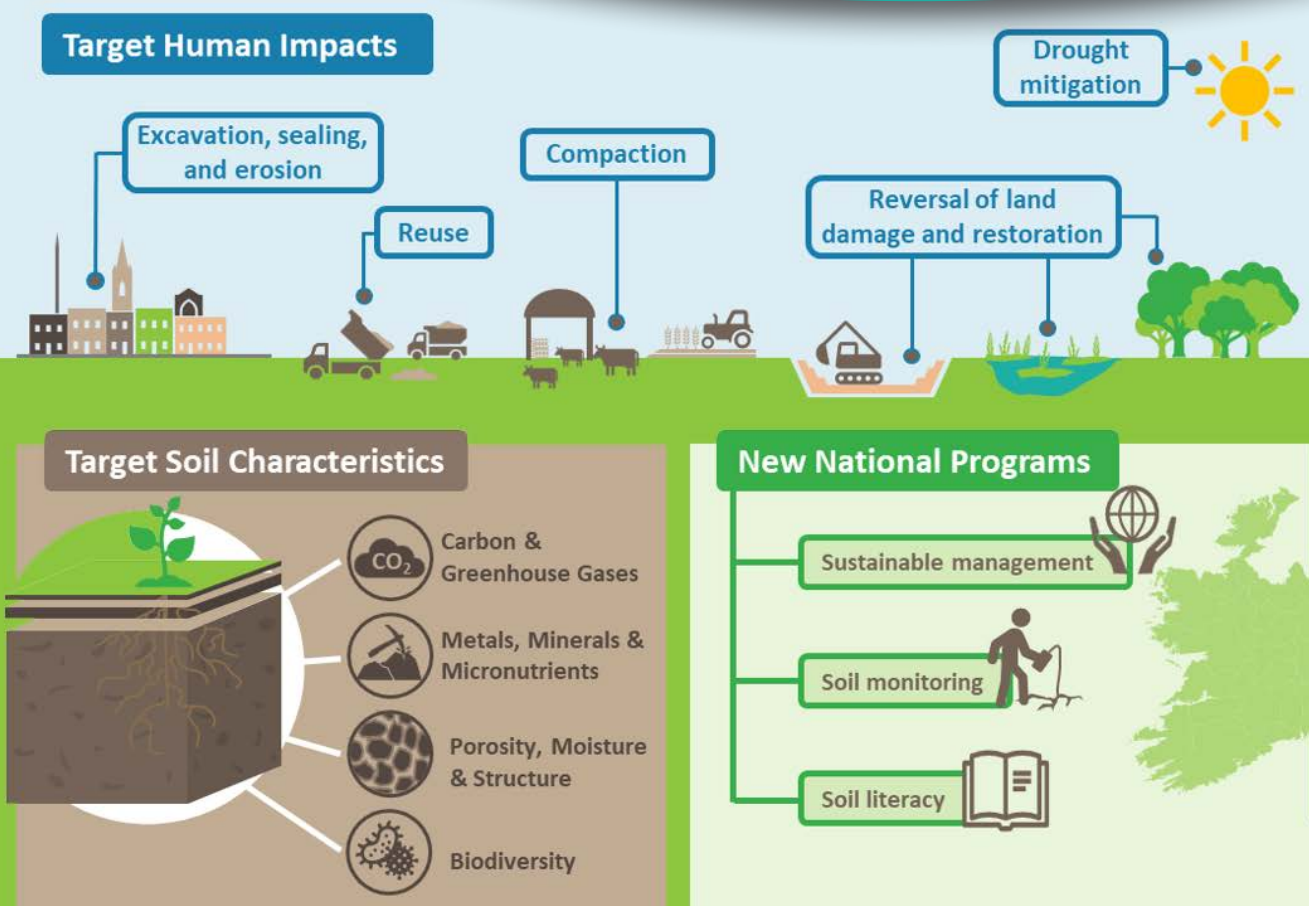 Target Human Impacts
Drought
mitigation
Excavation, sealing,
and erosion
Compaction
Reversal of land
damage and restoration
Reuse
Target Soil Characteristics
CO₂
Carbon &
Greenhouse Gases
Metals, Minerals &
Micronutrients
Porosity, Moisture
& Structure
Biodiversity
New National Programs
Sustainable management
Soil monitoring
Soil literacy